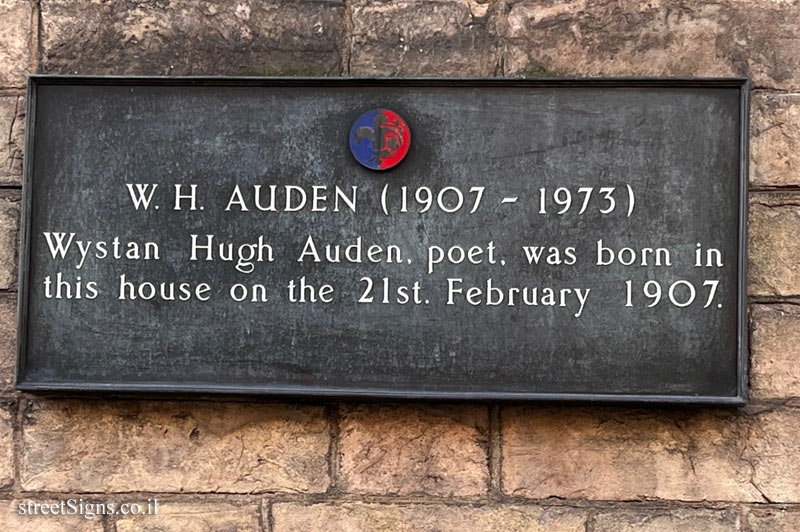 W. H. AUDEN (1907 - 1973)
Wystan Hugh Auden, poet, was born in
this house on the 21st. February 1907.
streetSigns.co.il